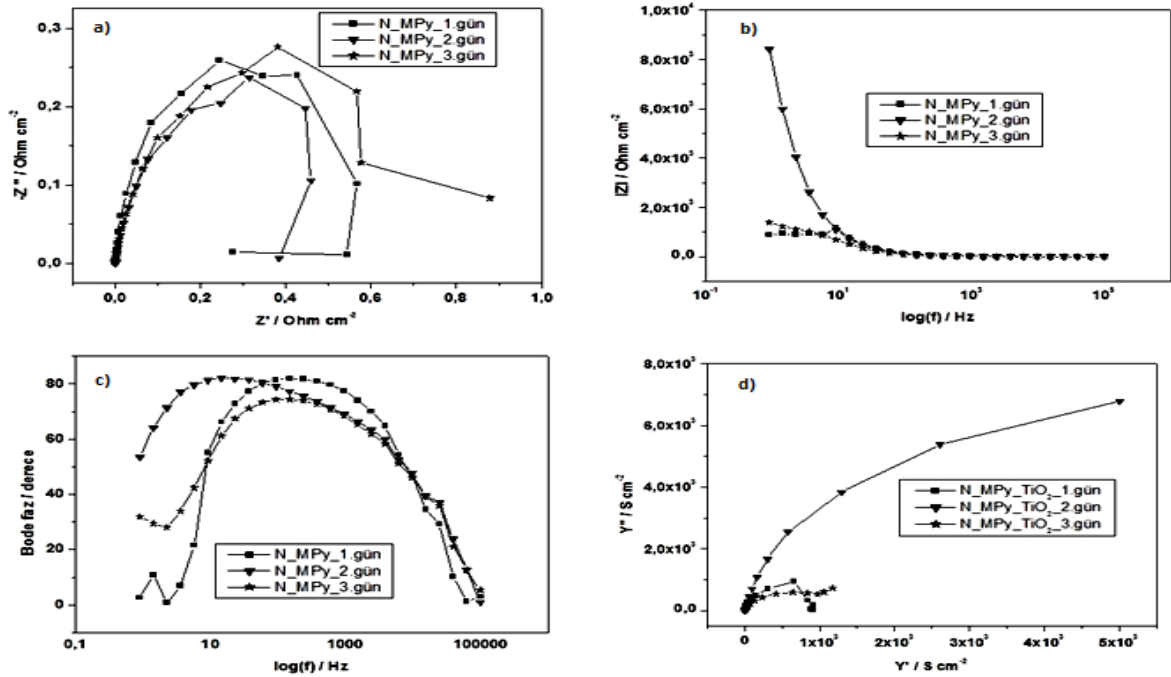 a)
N_MPy_1.gün
N_MPy_2.gün
N_MPy_3.gün
-Z'' / Ohm cm⁻²
0,3
0,2
0,1
0,0
0,0 0,2 0,4 0,6 0,8 1,0
Z' / Ohm cm⁻²
b)
N_MPy_1.gün
N_MPy_2.gün
N_MPy_3.gün
|Z| / Ohm cm⁻²
1,0x10⁴
8,0x10³
6,0x10³
4,0x10³
2,0x10³
0,0
10⁻¹ 10¹ 10³ 10⁵
log(f) / Hz
c)
N_MPy_1.gün
N_MPy_2.gün
N_MPy_3.gün
Bode faz / derece
80
60
40
20
0
0,1 10 1000 100000
log(f) / Hz
d)
N_MPy_TiO₂_1.gün
N_MPy_TiO₂_2.gün
N_MPy_TiO₂_3.gün
Y'' / S cm⁻²
8,0x10³
6,0x10³
4,0x10³
2,0x10³
0,0
0 1x10³ 2x10³ 3x10³ 4x10³ 5x10³
Y' / S cm⁻²